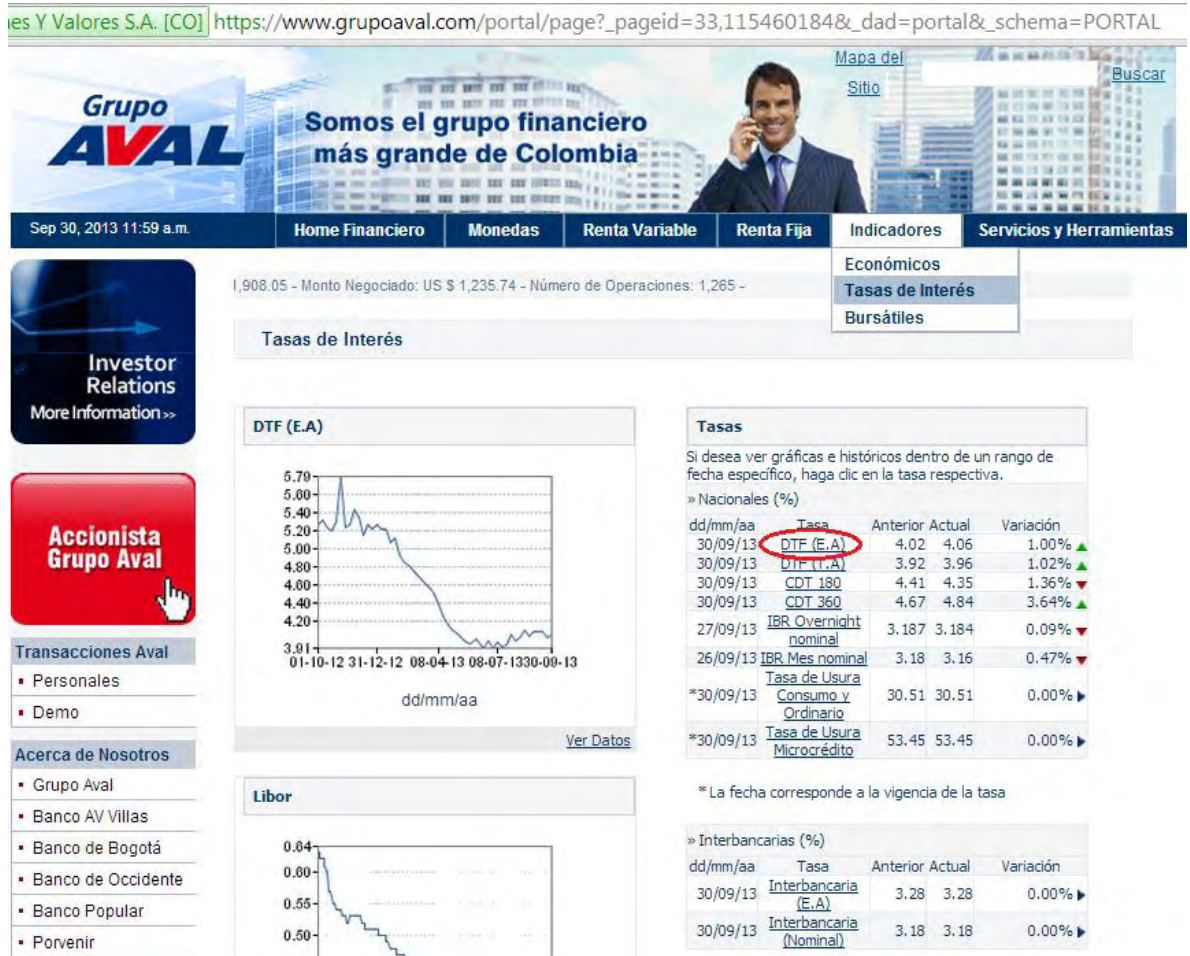 es Y Valores S.A. [CO] https://www.grupoaval.com/portal/page?_pageid=33,115460184&_dad=portal&_schema=PORTAL
Grupo
AVAL
Somos el grupo financiero
más grande de Colombia
Mapa del
Sitio
Buscar
Sep 30, 2013 11:59 a.m.
Home Financiero
Monedas
Renta Variable
Renta Fija
Indicadores
Servicios y Herramientas
Económicos
Tasas de Interés
Bursátiles
,908.05 - Monto Negociado: US $ 1,235.74 - Número de Operaciones: 1,265 -
Tasas de Interés
Investor
Relations
More Information >>
Accionista
Grupo Aval
Transacciones Aval
Personales
Demo
Acerca de Nosotros
Grupo Aval
Banco AV Villas
Banco de Bogotá
Banco de Occidente
Banco Popular
Porvenir
DTF (E.A)
5.79
5.60
5.40
5.20
5.00
4.80
4.60
4.40
4.20
3.91
01-10-12 31-12-12 08-04-13 08-07-1330-09-13
dd/mm/aa
Ver Datos
Libor
0.64
0.60
0.55
0.50
Tasas
Si desea ver gráficas e históricos dentro de un rango de
fecha específico, haga clic en la tasa respectiva.
» Nacionales (%)
dd/mm/aa Tasa Anterior Actual Variación
30/09/13 DTF (E.A) 4.02 4.06 1.00%
30/09/13 DTF (T.A) 3.92 3.96 1.02%
30/09/13 CDT 180 4.41 4.35 1.36%
30/09/13 CDT 360 4.67 4.84 3.64%
27/09/13 IBR Overnight nominal 3.187 3.184 0.09%
26/09/13 IBR Mes nominal 3.18 3.16 0.47%
*30/09/13 Tasa de Usura Consumo y Ordinario 30.51 30.51 0.00%
*30/09/13 Tasa de Usura Microcrédito 53.45 53.45 0.00%
* La fecha corresponde a la vigencia de la tasa
» Interbancarias (%)
dd/mm/aa Tasa Anterior Actual Variación
30/09/13 Interbancaria (E.A) 3.28 3.28 0.00%
30/09/13 Interbancaria (Nominal) 3.18 3.18 0.00%